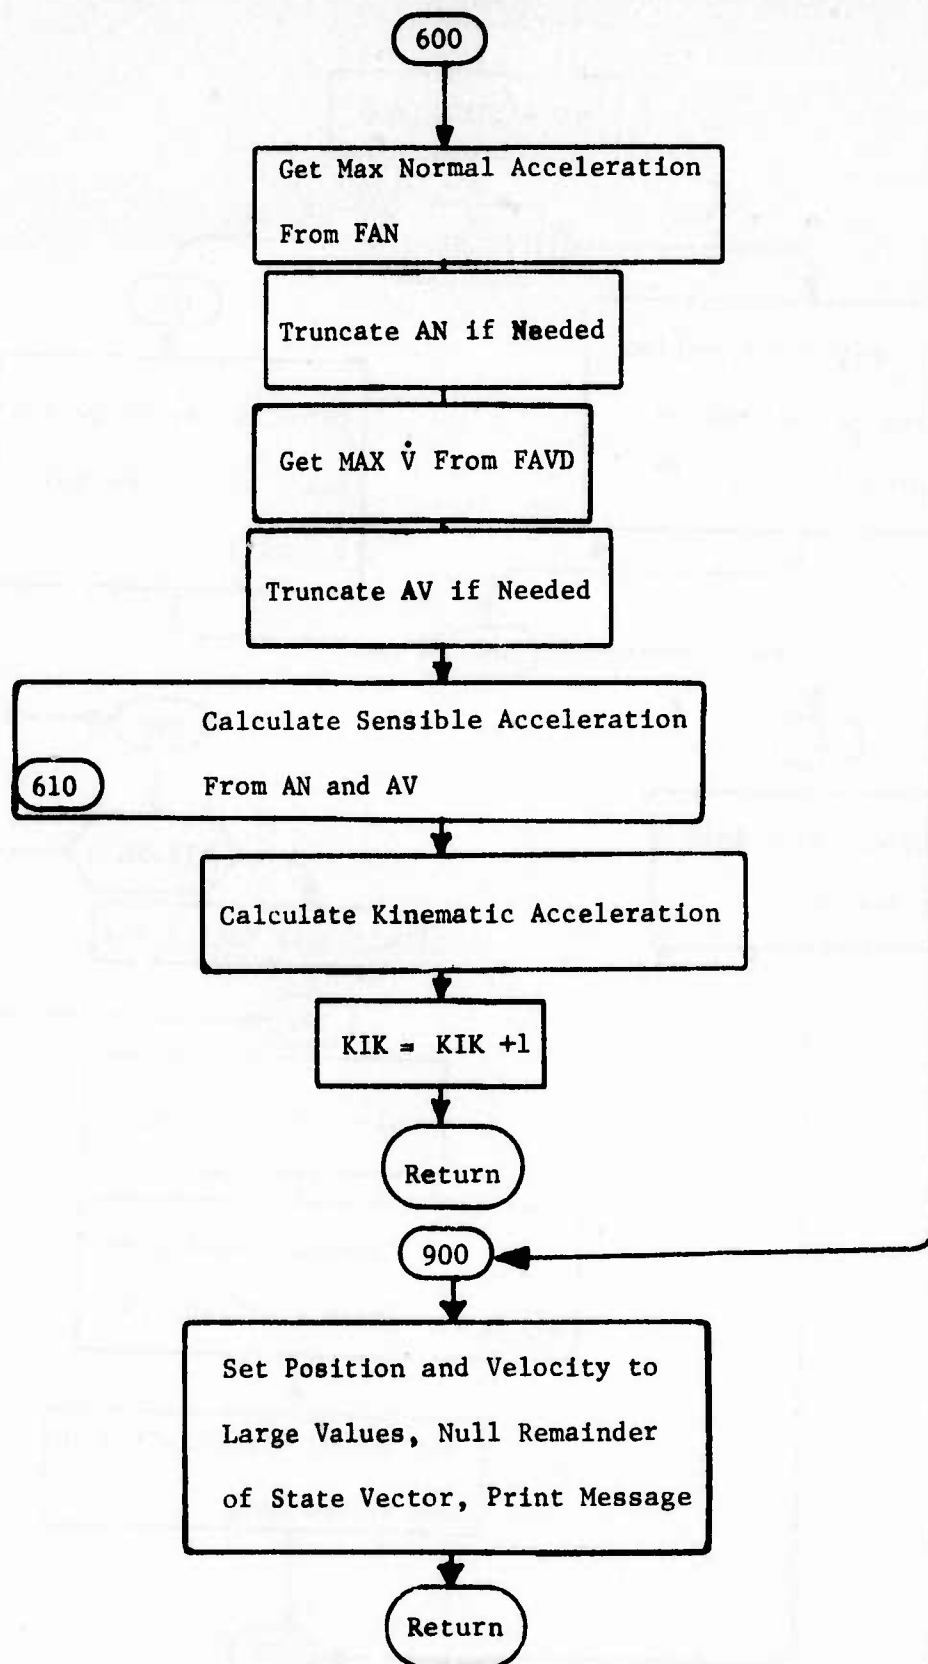 600
Get Max Normal Acceleration
From FAN
Truncate AN if Needed
Get MAX V̇ From FAVD
Truncate AV if Needed
Calculate Sensible Acceleration
610 From AN and AV
Calculate Kinematic Acceleration
KIK = KIK +1
Return
900
Set Position and Velocity to
Large Values, Null Remainder
of State Vector, Print Message
Return